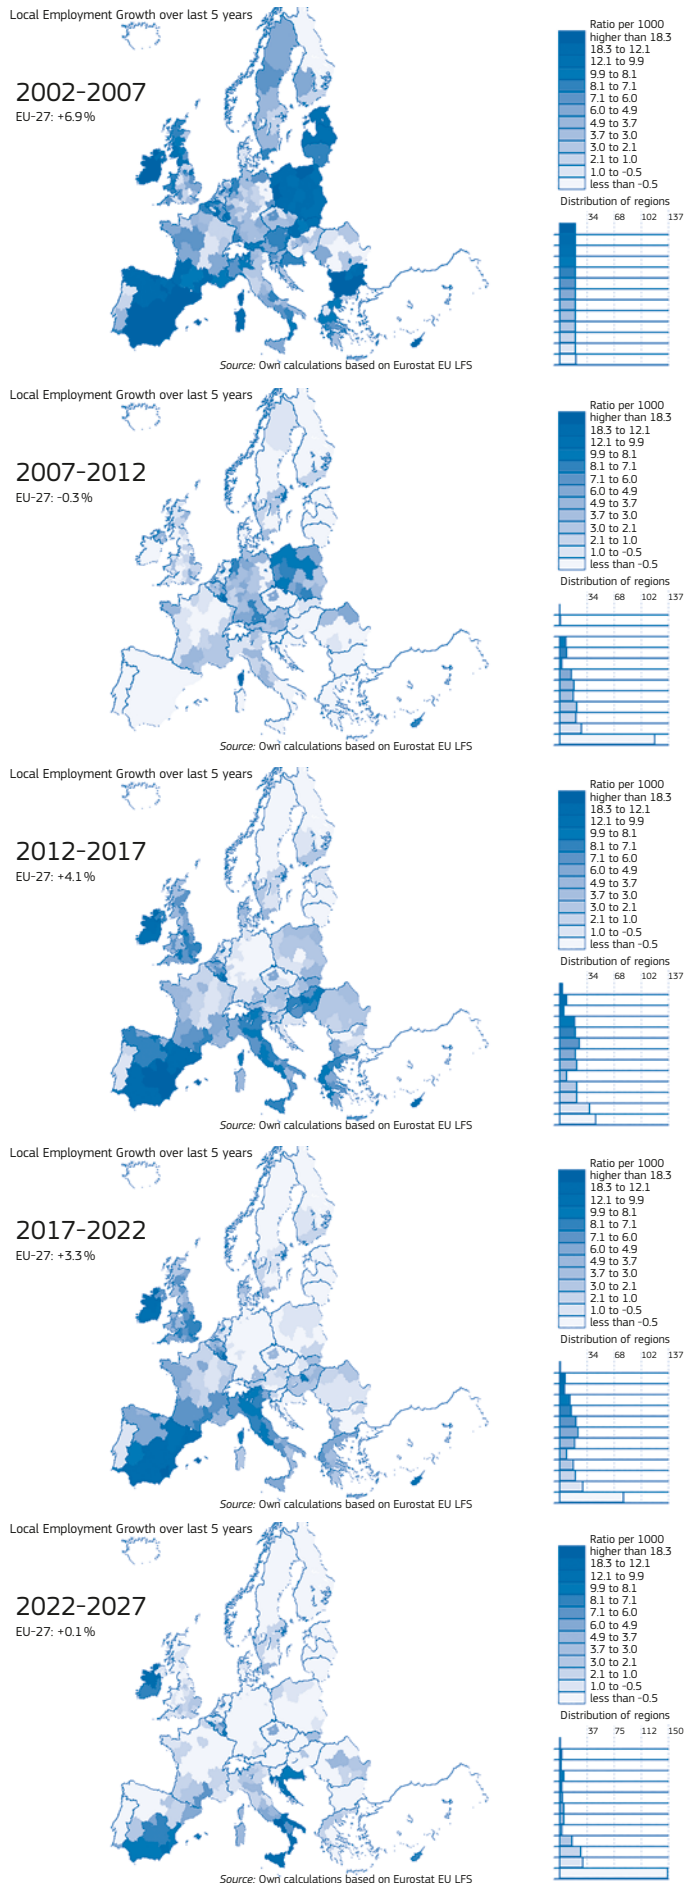 Local Employment Growth over last 5 years
2002-2007
EU-27: +6.9%
Ratio per 1000
higher than 18.3
18.3 to 12.1
12.1 to 9.9
9.9 to 8.1
8.1 to 7.1
7.1 to 6.0
6.0 to 4.9
4.9 to 3.7
3.7 to 3.0
3.0 to 2.1
2.1 to 1.0
1.0 to -0.5
less than -0.5
Distribution of regions
34 68 102 137
Source: Own calculations based on Eurostat EU LFS
Local Employment Growth over last 5 years
2007-2012
EU-27: -0.3%
Ratio per 1000
higher than 18.3
18.3 to 12.1
12.1 to 9.9
9.9 to 8.1
8.1 to 7.1
7.1 to 6.0
6.0 to 4.9
4.9 to 3.7
3.7 to 3.0
3.0 to 2.1
2.1 to 1.0
1.0 to -0.5
less than -0.5
Distribution of regions
34 68 102 137
Source: Own calculations based on Eurostat EU LFS
Local Employment Growth over last 5 years
2012-2017
EU-27: +4.1%
Ratio per 1000
higher than 18.3
18.3 to 12.1
12.1 to 9.9
9.9 to 8.1
8.1 to 7.1
7.1 to 6.0
6.0 to 4.9
4.9 to 3.7
3.7 to 3.0
3.0 to 2.1
2.1 to 1.0
1.0 to -0.5
less than -0.5
Distribution of regions
34 68 102 137
Source: Own calculations based on Eurostat EU LFS
Local Employment Growth over last 5 years
2017-2022
EU-27: +3.3%
Ratio per 1000
higher than 18.3
18.3 to 12.1
12.1 to 9.9
9.9 to 8.1
8.1 to 7.1
7.1 to 6.0
6.0 to 4.9
4.9 to 3.7
3.7 to 3.0
3.0 to 2.1
2.1 to 1.0
1.0 to -0.5
less than -0.5
Distribution of regions
34 68 102 137
Source: Own calculations based on Eurostat EU LFS
Local Employment Growth over last 5 years
2022-2027
EU-27: +0.1%
Ratio per 1000
higher than 18.3
18.3 to 12.1
12.1 to 9.9
9.9 to 8.1
8.1 to 7.1
7.1 to 6.0
6.0 to 4.9
4.9 to 3.7
3.7 to 3.0
3.0 to 2.1
2.1 to 1.0
1.0 to -0.5
less than -0.5
Distribution of regions
37 75 112 150
Source: Own calculations based on Eurostat EU LFS